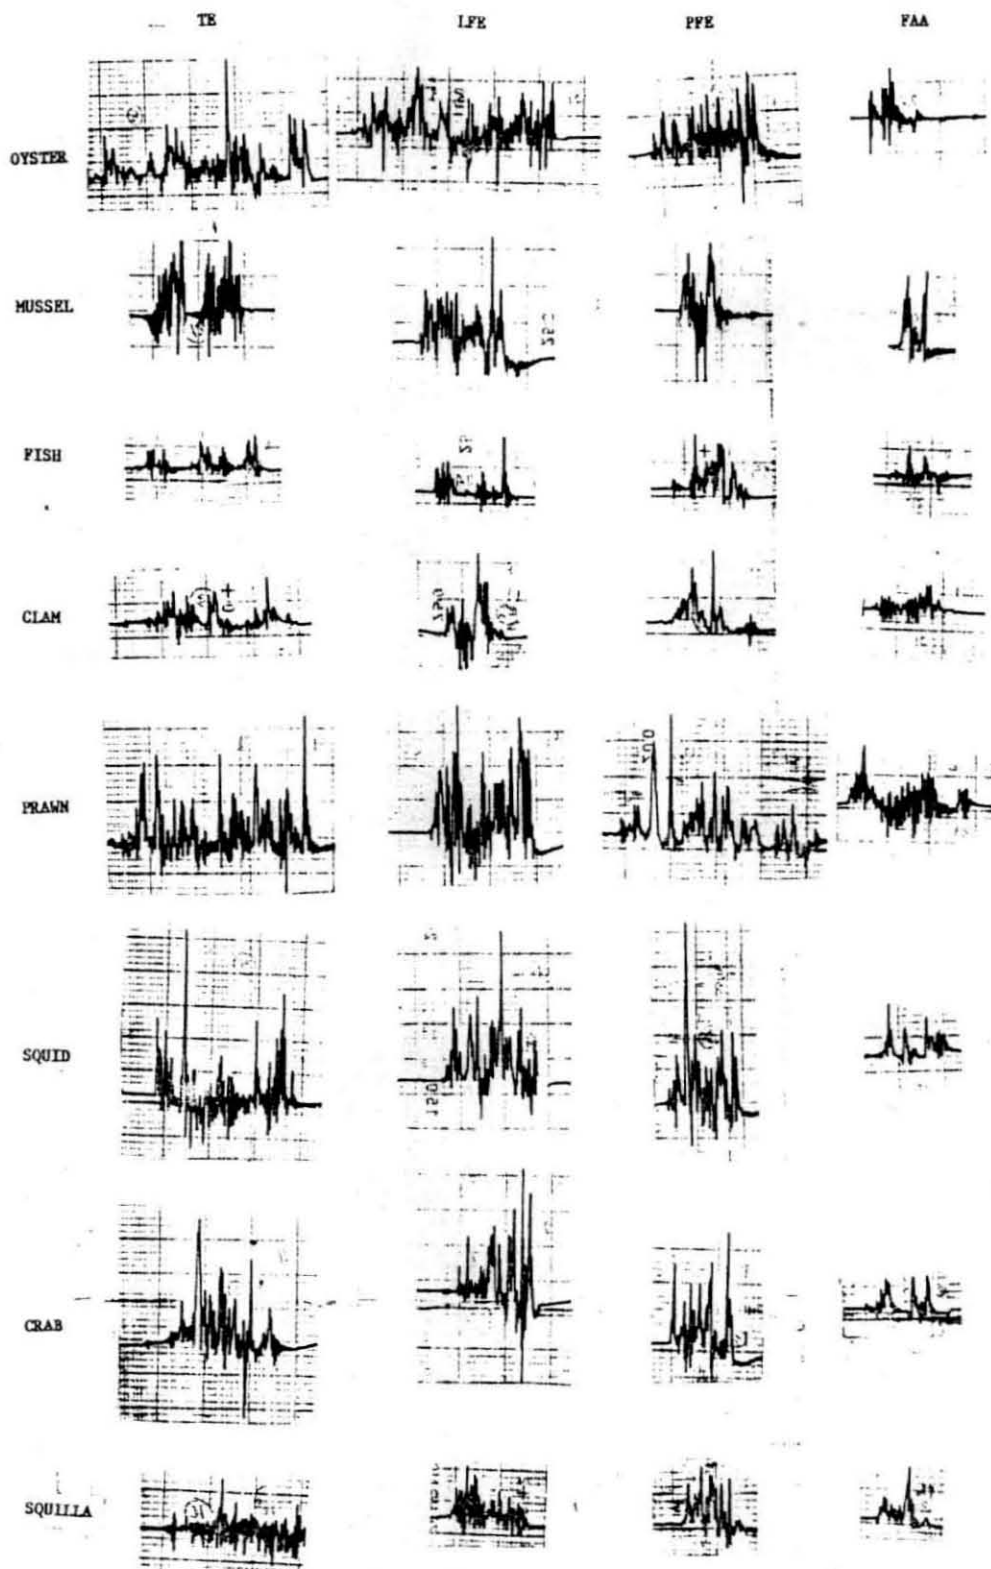 TE LFE PFE FAA
OYSTER
MUSSEL
FISH
CLAM
PRAWN
SQUID
CRAB
SQUILLA